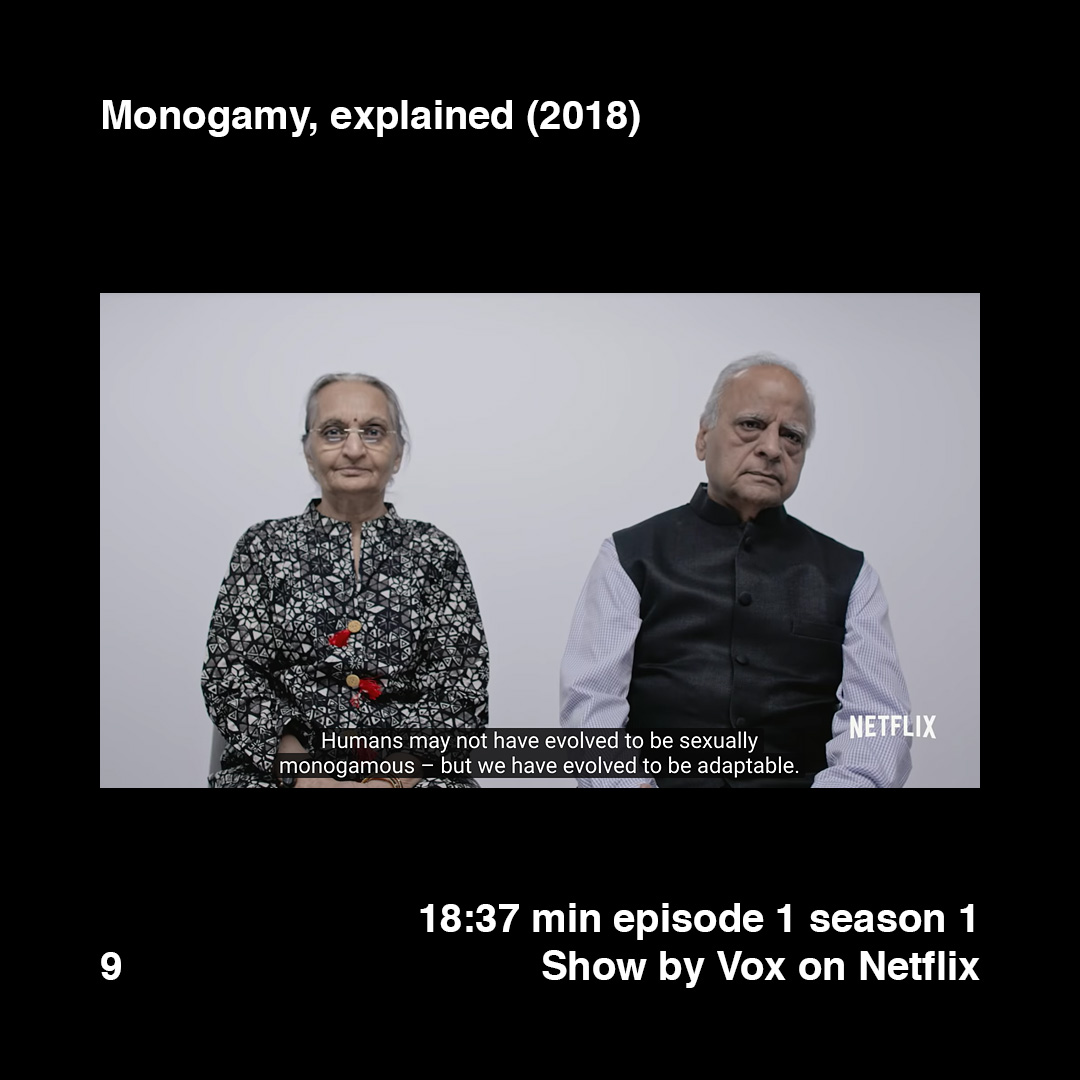 Monogamy, explained (2018)
NETFLIX
Humans may not have evolved to be sexually
monogamous – but we have evolved to be adaptable.
18:37 min episode 1 season 1
9
Show by Vox on Netflix